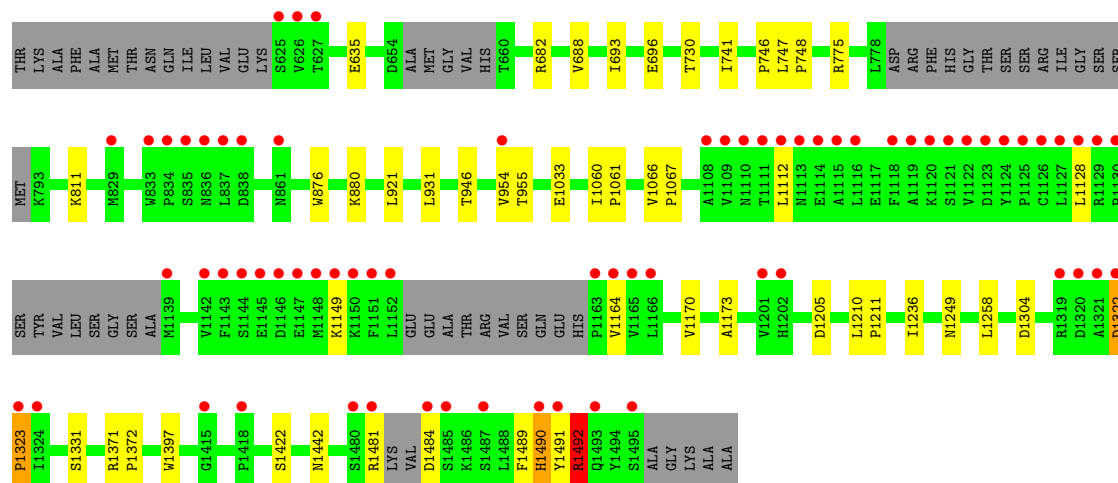 THR LYS ALA PHE ALA MET THR ASN GLN ILE LEU VAL GLU LYS S625 V626 T627 E635 D654 ALA MET GLY VAL HIS T660 R682 V688 I693 E696 T730 I741 P746 L747 P748 R775 L778 ASP ARG PHE HIS GLY THR SER SER ARG ILE GLY SER SER
MET K793 K811 M829 W833 P834 S835 N836 L837 D838 N861 W876 K880 L921 L931 T946 V954 T955 E1033 I1060 P1061 V1066 P1067 A1108 V1109 N1110 T1111 L1112 N1113 E1114 A1115 L1116 E1117 F1118 A1119 K1120 S1121 V1122 D1123 Y1124 P1125 C1126 L1127 L1128 R1129 P1130
SER TYR VAL LEU SER GLY SER ALA M1139 V1142 F1143 S1144 E1145 D1146 E1147 M1148 K1149 K1150 F1151 L1152 GLU GLU ALA THR ARG VAL SER GLN GLU HIS P1163 V1164 V1165 L1166 V1170 A1173 V1201 H1202 D1205 L1210 P1211 I1236 N1249 L1258 D1304 R1319 D1320 A1321 D1322
P1323 I1324 S1331 R1371 P1372 W1397 G1415 P1418 S1422 N1442 S1480 R1481 LYS VAL D1484 S1485 K1486 S1487 L1488 F1489 H1490 Y1491 R1492 Q1493 Y1494 S1495 ALA GLY LYS ALA ALA